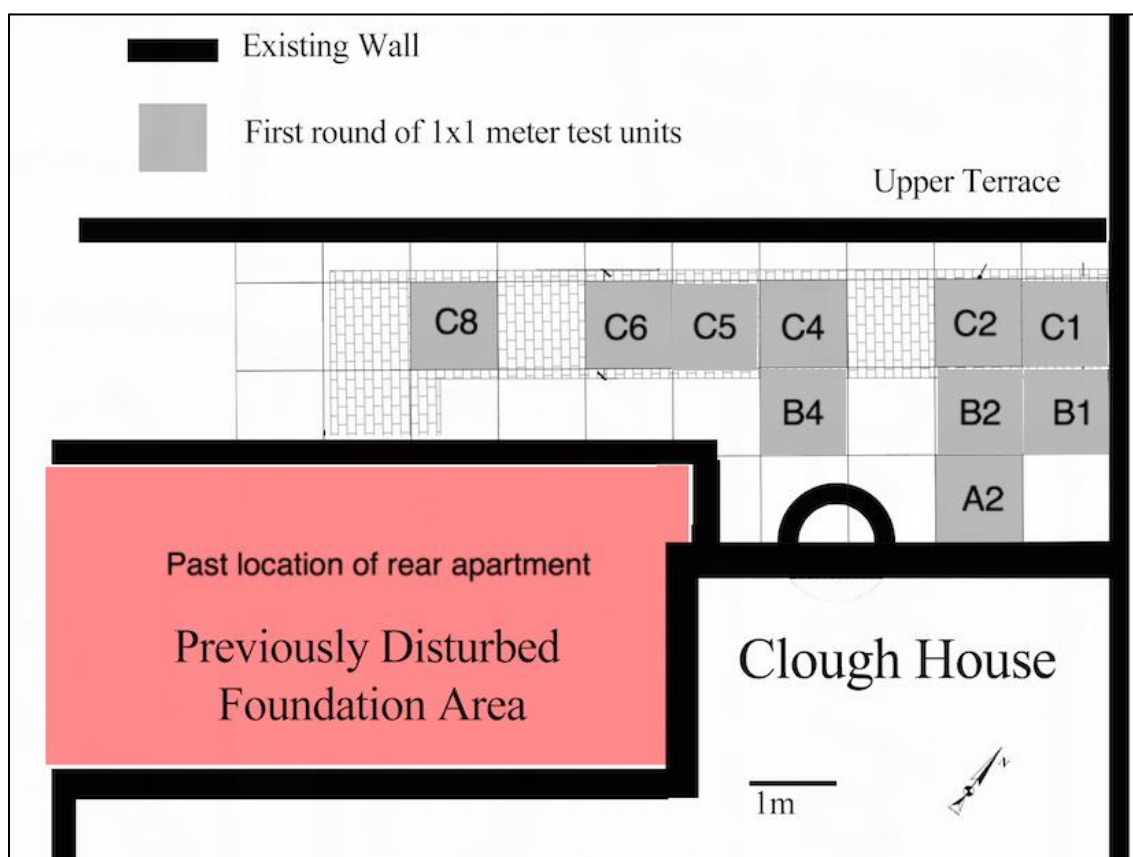 Existing Wall
First round of 1x1 meter test units
Upper Terrace
C8
C6
C5
C4
C2
C1
B4
B2
B1
A2
Past location of rear apartment
Previously Disturbed
Foundation Area
Clough House
1m
N